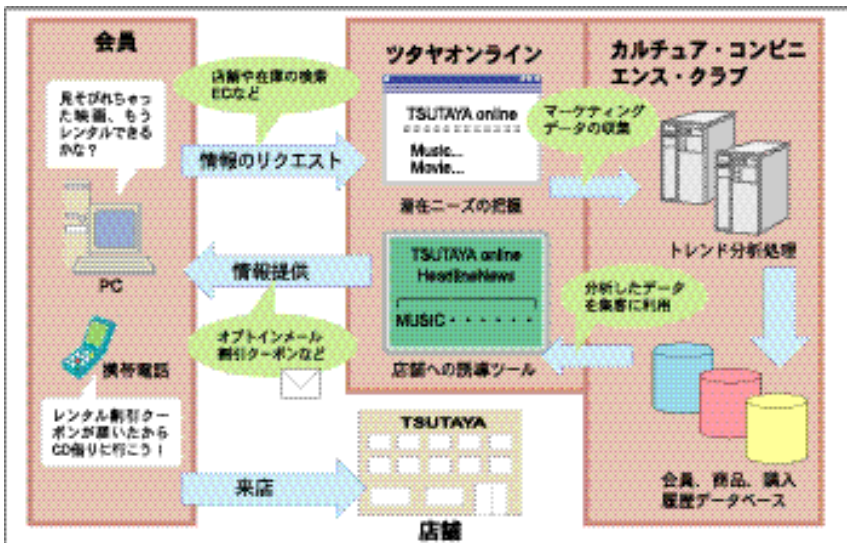 会員
見そびれちゃっ
た映画、もう
レンタルできる
かな？
PC
携帯電話
レンタル割引クー
ポンが届いたから
CD借りに行こう！
店舗や在庫の検索
ECなど
情報のリクエスト
情報提供
オプトインメール
割引クーポンなど
来店
ツタヤオンライン
TSUTAYA online
Music...
Movie...
潜在ニーズの把握
TSUTAYA online
HeadlineNews
MUSIC・・・・・・
店舗への誘導ツール
TSUTAYA
店舗
カルチュア・コンビニ
エンス・クラブ
マーケティング
データの収集
トレンド分析処理
分析したデータ
を集客に利用
会員、商品、購入
履歴データベース